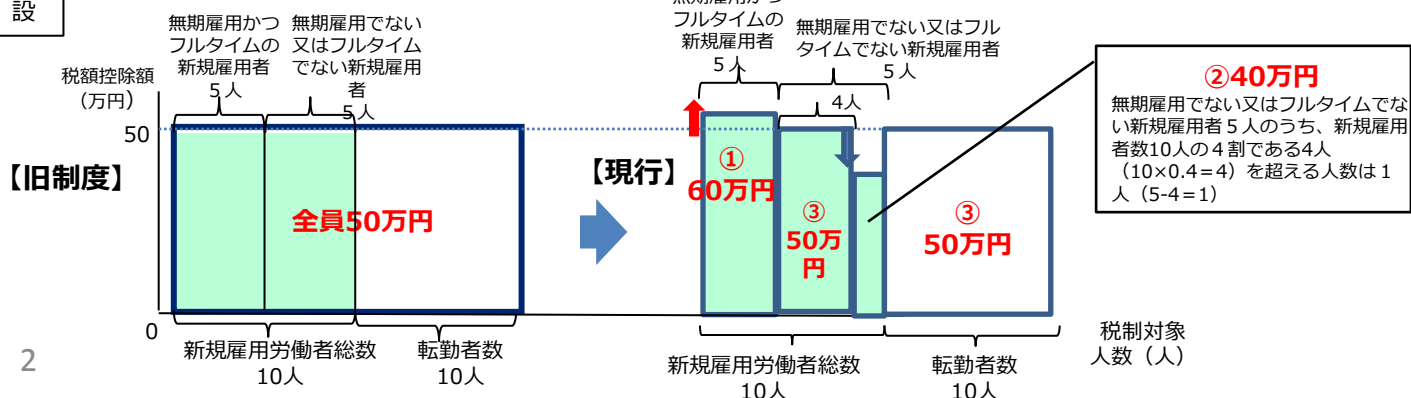 設
無期雇用かつ
フルタイムの
新規雇用者
5人
無期雇用でない
又はフルタイム
でない新規雇用
者
5人
税額控除額
（万円）
50
【旧制度】
全員50万円
0
新規雇用労働者総数
10人
転勤者数
10人
無期雇用かつ
フルタイムの
新規雇用者
5人
無期雇用でない又はフル
タイムでない新規雇用者
5人
4人
【現行】
①
60万円
③
50万
円
③
50万円
新規雇用労働者総数
10人
転勤者数
10人
税制対象
人数（人）
②40万円
無期雇用でない又はフルタイムでな
い新規雇用者５人のうち、新規雇用
者数10人の４割である4人
（10×0.4＝4）を超える人数は１
人（5-4＝1）
2